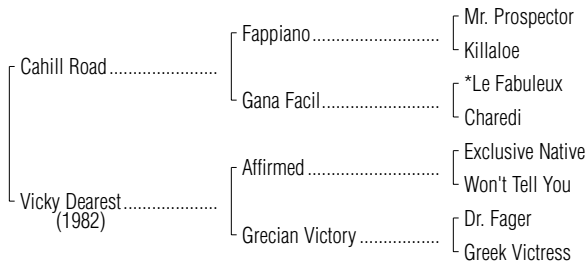 Mr. Prospector
Fappiano
Killaloe
Cahill Road
*Le Fabuleux
Gana Facil
Charedi
Exclusive Native
Affirmed
Won't Tell You
Vicky Dearest
(1982)
Dr. Fager
Grecian Victory
Greek Victress